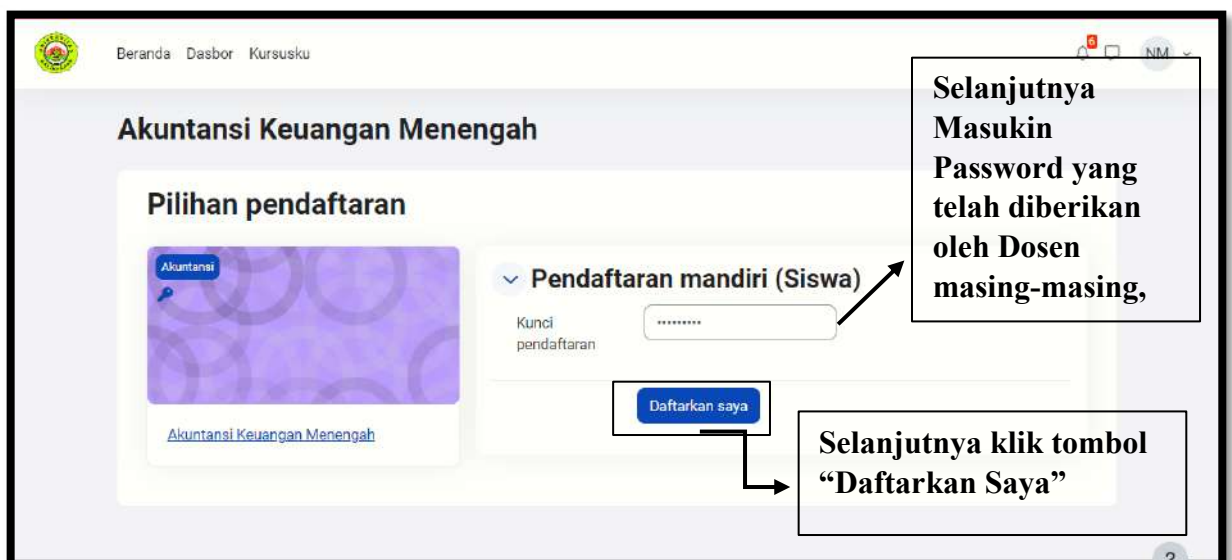 Beranda Dasbor Kursusku
6
NM
Akuntansi Keuangan Menengah
Selanjutnya
Masukin
Password yang
telah diberikan
oleh Dosen
masing-masing,
Pilihan pendaftaran
Akuntansi
Akuntansi Keuangan Menengah
Pendaftaran mandiri (Siswa)
Kunci
pendaftaran
•••••••••
Daftarkan saya
Selanjutnya klik tombol
“Daftarkan Saya”
?